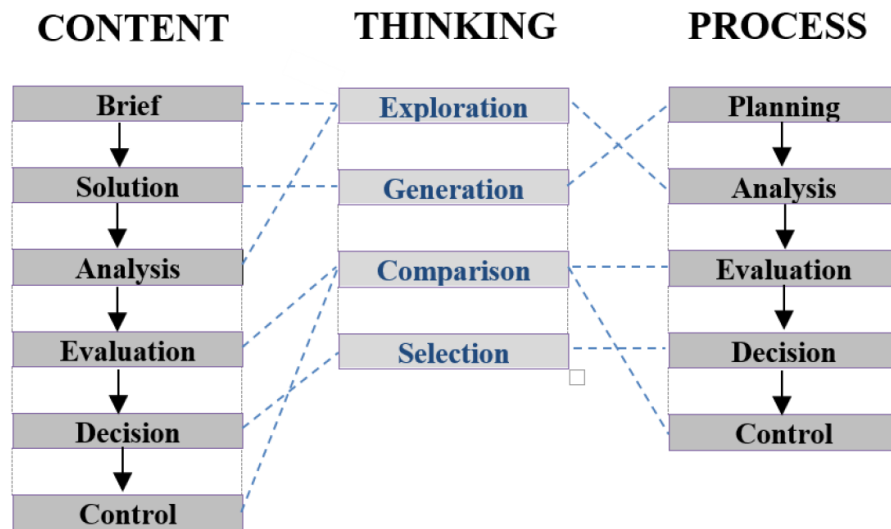 CONTENT
THINKING
PROCESS
Brief
Solution
Analysis
Evaluation
Decision
Control
Exploration
Generation
Comparison
Selection
Planning
Analysis
Evaluation
Decision
Control